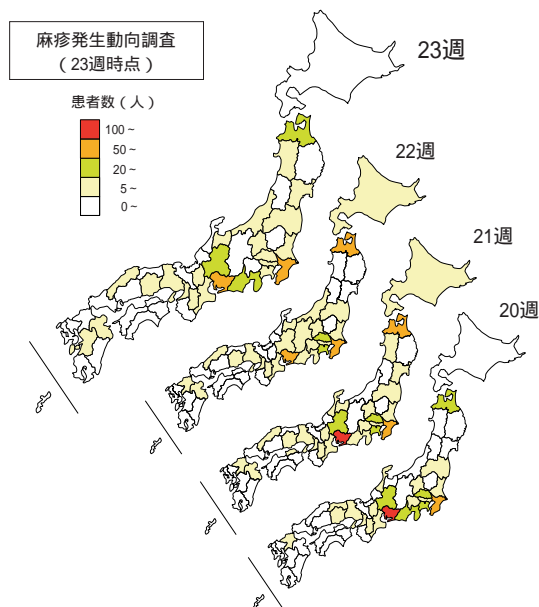 麻疹発生動向調査
（23週時点）
患者数（人）
100～
50～
20～
5～
0～
23週
22週
21週
20週